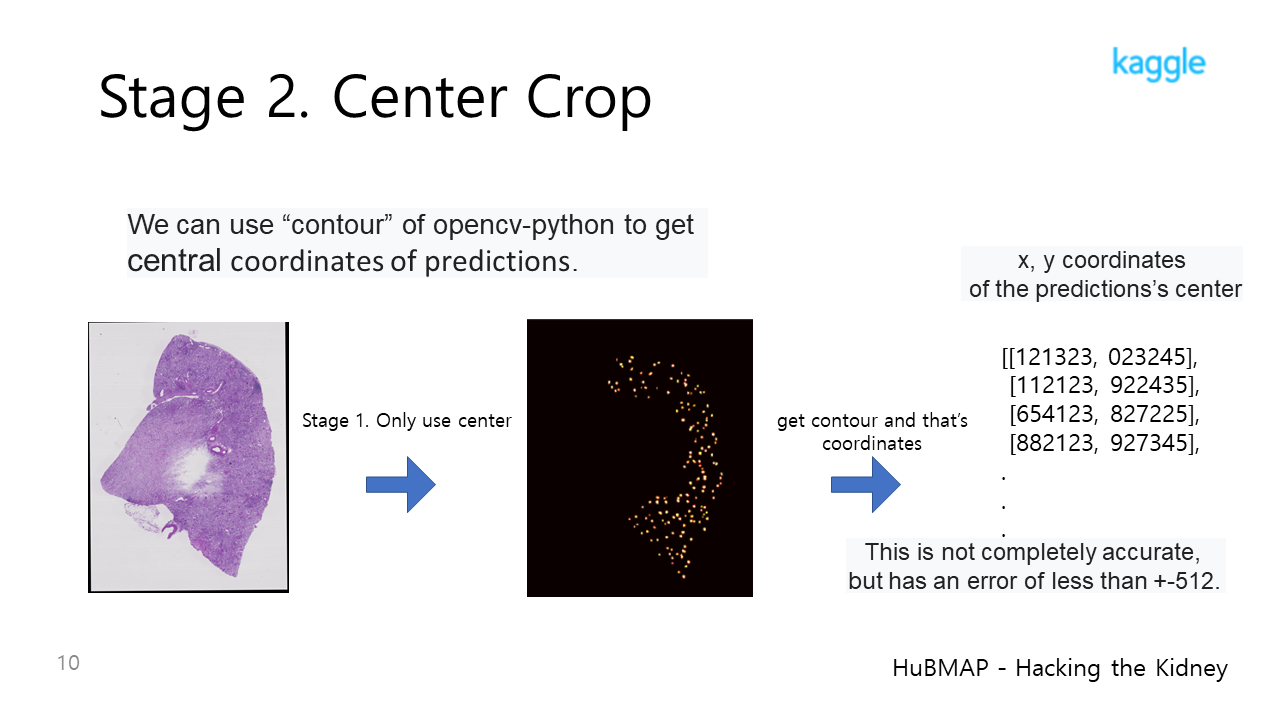 kaggle
Stage 2. Center Crop
We can use “contour” of opencv-python to get
central coordinates of predictions.
x, y coordinates
of the predictions’s center
Stage 1. Only use center
get contour and that’s
coordinates
[[121323, 023245],
[112123, 922435],
[654123, 827225],
[882123, 927345],
.
.
.
This is not completely accurate,
but has an error of less than +-512.
10
HuBMAP - Hacking the Kidney